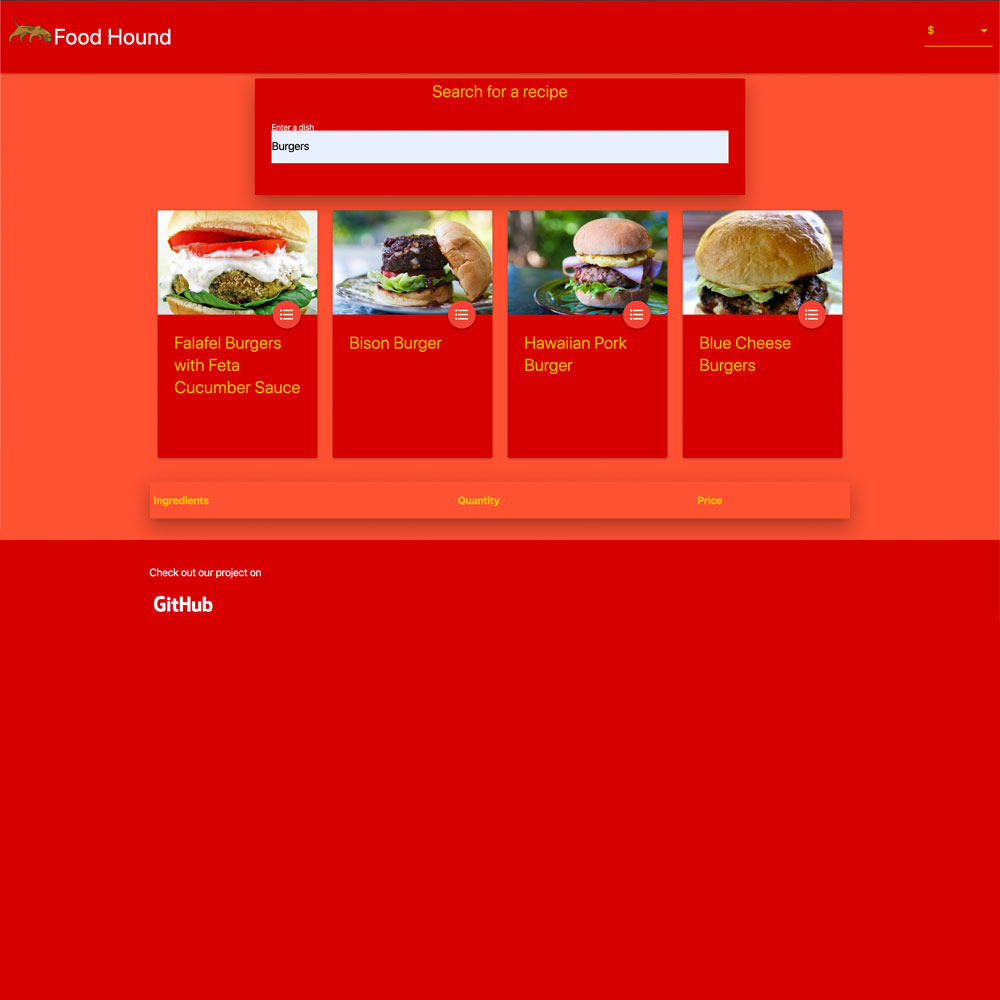 Food Hound
$
Search for a recipe
Enter a dish
Burgers
Falafel Burgers
with Feta
Cucumber Sauce
Bison Burger
Hawaiian Pork
Burger
Blue Cheese
Burgers
Ingredients Quantity Price
Check out our project on
GitHub